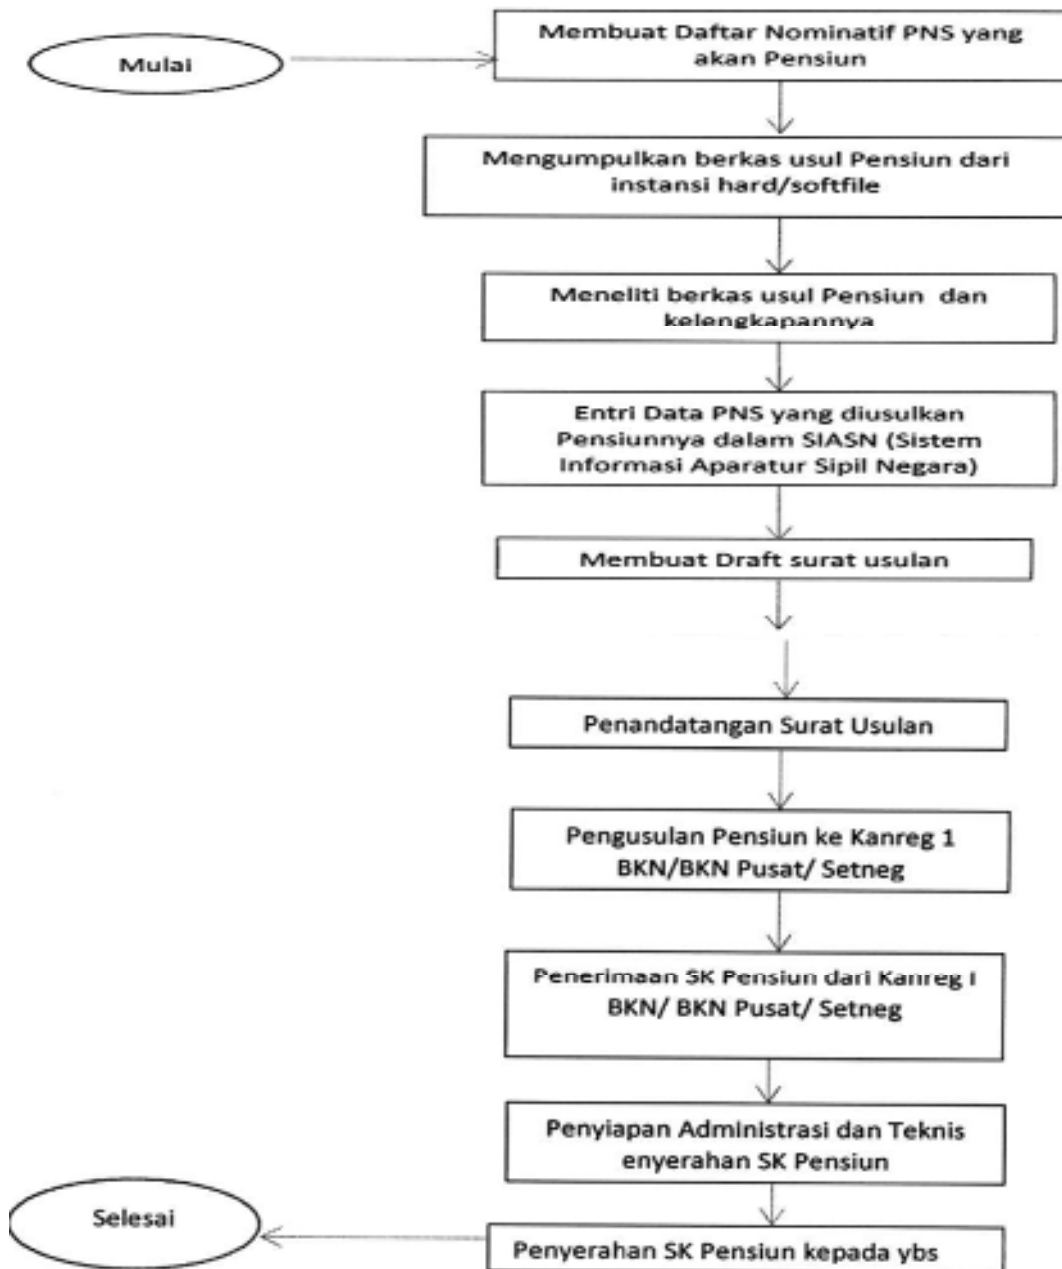 Mulai
Membuat Daftar Nominatif PNS yang
akan Pensiun
Mengumpulkan berkas usul Pensiun dari
instansi hard/softfile
Meneliti berkas usul Pensiun dan
kelengkapannya
Entri Data PNS yang diusulkan
Pensiunnya dalam SIASN (Sistem
Informasi Aparatur Sipil Negara)
Membuat Draft surat usulan
Penandatangan Surat Usulan
Pengusulan Pensiun ke Kanreg 1
BKN/BKN Pusat/ Setneg
Penerimaan SK Pensiun dari Kanreg I
BKN/ BKN Pusat/ Setneg
Penyiapan Administrasi dan Teknis
enyerahan SK Pensiun
Penyerahan SK Pensiun kepada ybs
Selesai